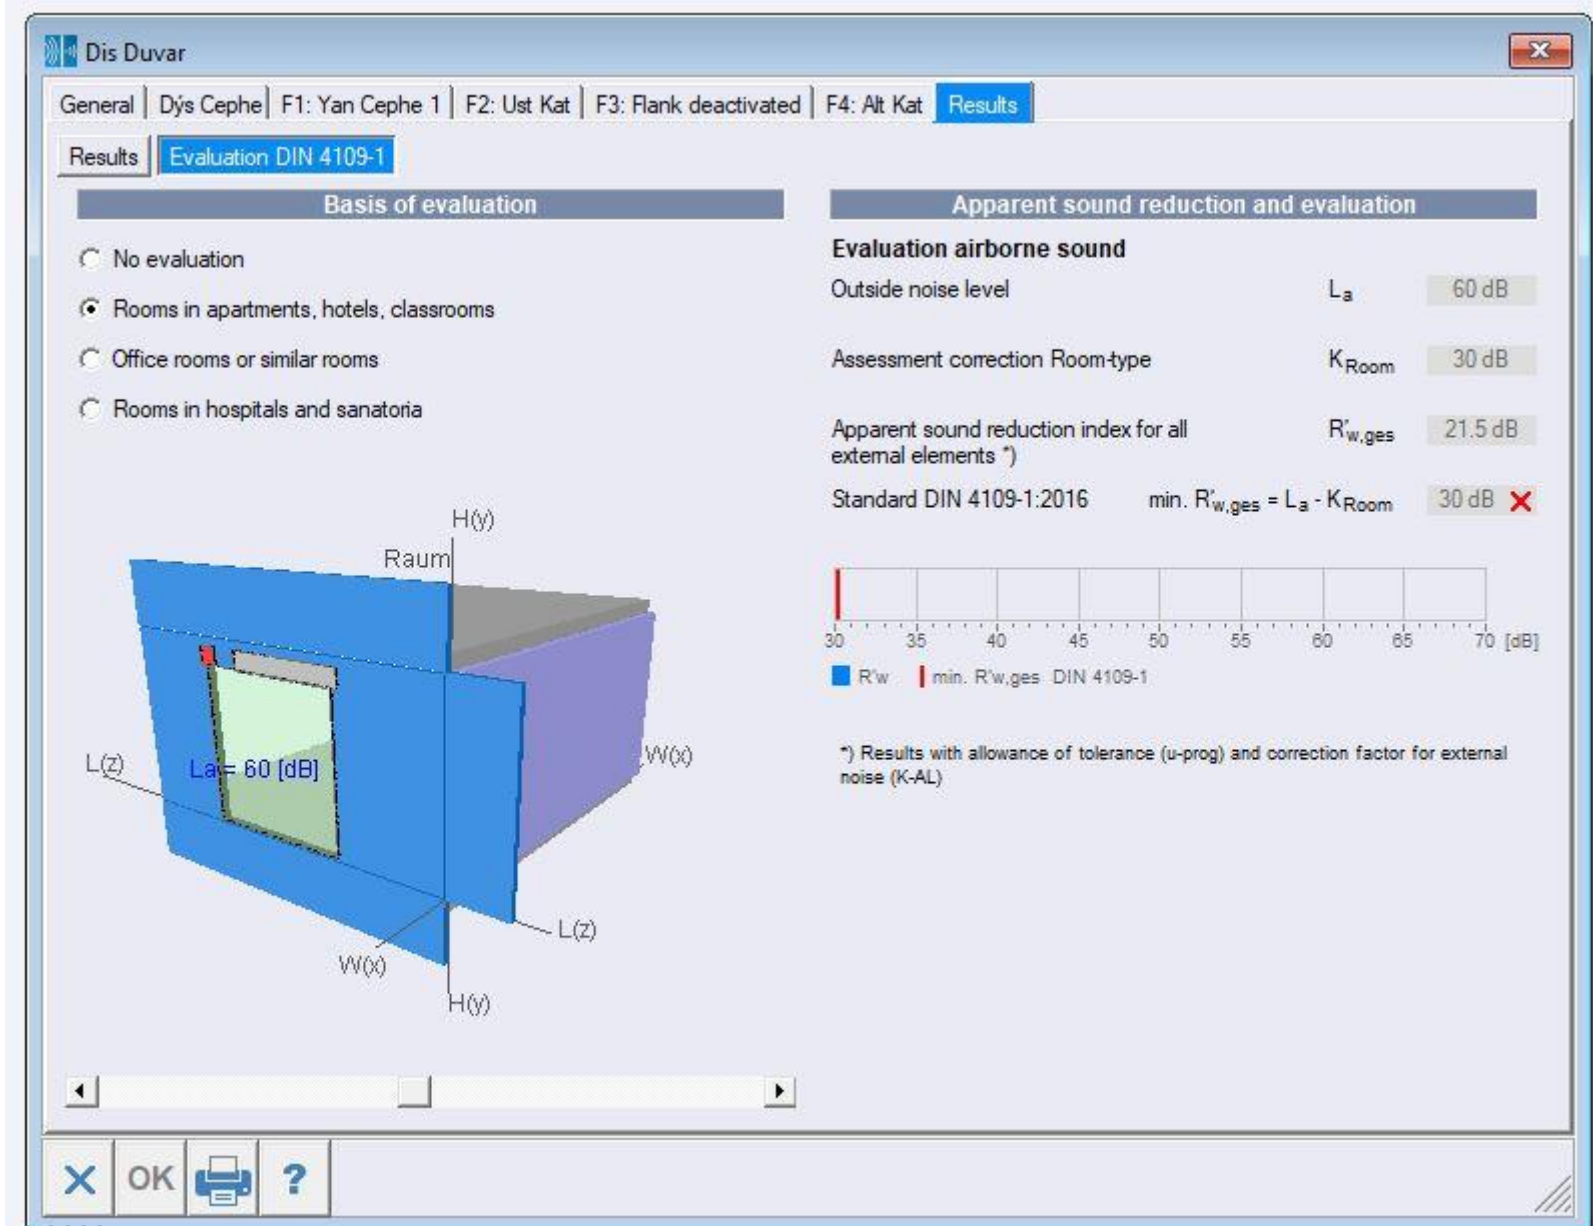 Dis Duvar
General Dýs Cephe F1: Yan Cephe 1 F2: Ust Kat F3: Flank deactivated F4: Alt Kat Results
Results Evaluation DIN 4109-1
Basis of evaluation
No evaluation
Rooms in apartments, hotels, classrooms
Office rooms or similar rooms
Rooms in hospitals and sanatoria
H(y)
Raum
L(z)
La = 60 [dB]
W(x)
L(z)
W(x)
H(y)
Apparent sound reduction and evaluation
Evaluation airborne sound
Outside noise level La 60 dB
Assessment correction Room-type KRoom 30 dB
Apparent sound reduction index for all R'w,ges 21.5 dB
external elements *)
Standard DIN 4109-1:2016 min. R'w,ges = La - KRoom 30 dB
30 35 40 45 50 55 60 65 70 [dB]
R'w min. R'w,ges DIN 4109-1
*) Results with allowance of tolerance (u-prog) and correction factor for external
noise (K-AL)
OK ?